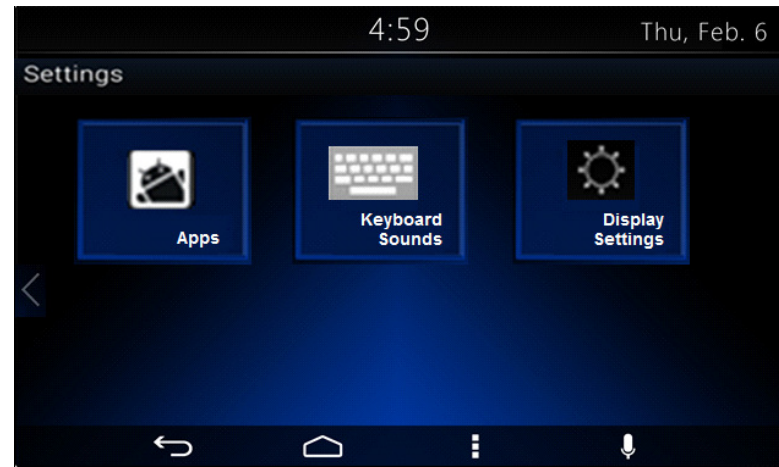 4:59
Thu, Feb. 6
Settings
Apps
Keyboard
Sounds
Display
Settings